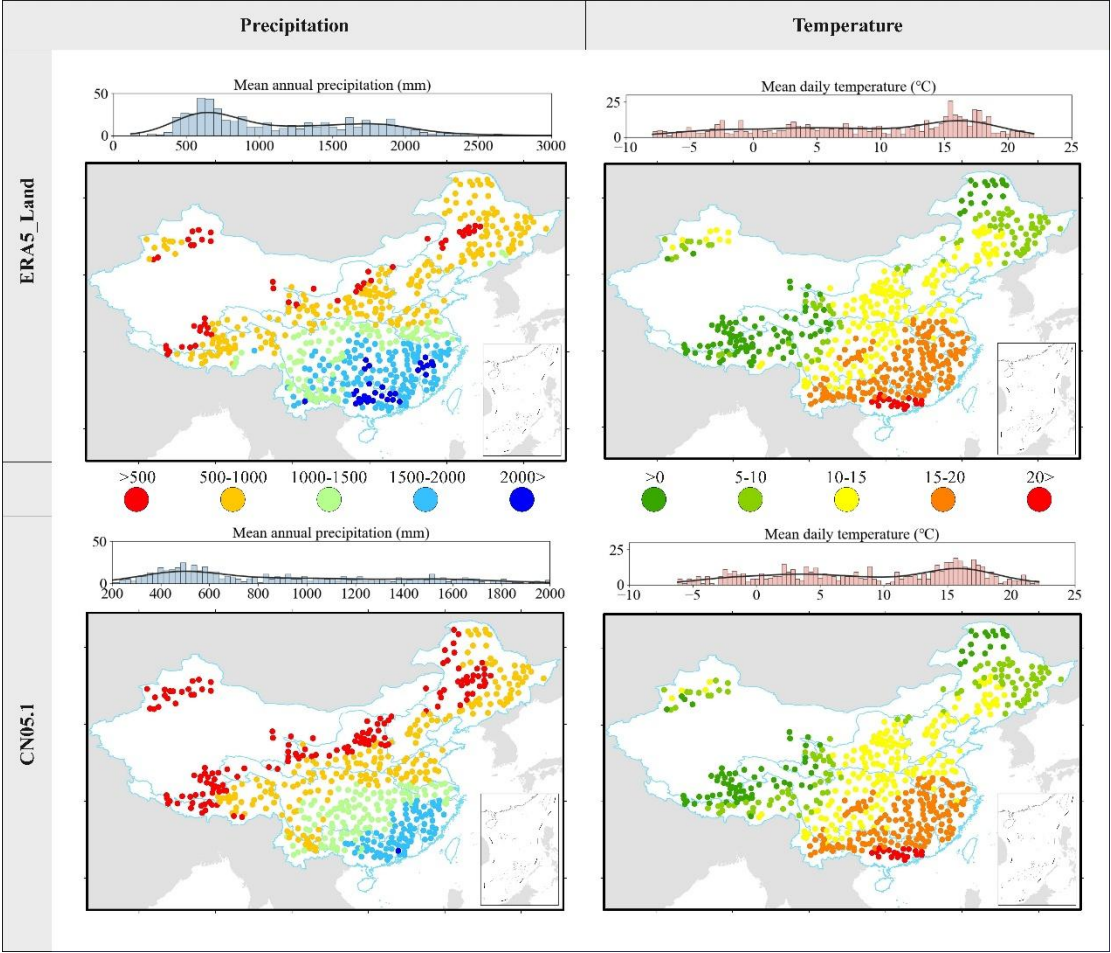 Precipitation
Temperature
ERA5_Land
Mean annual precipitation (mm)
50
0
0 500 1000 1500 2000 2500 3000
Mean daily temperature (℃)
25
0
−10 −5 0 5 10 15 20 25
>500 500-1000 1000-1500 1500-2000 2000>
>0 5-10 10-15 15-20 20>
CN05.1
Mean annual precipitation (mm)
50
0
200 400 600 800 1000 1200 1400 1600 1800 2000
Mean daily temperature (℃)
25
0
−10 −5 0 5 10 15 20 25